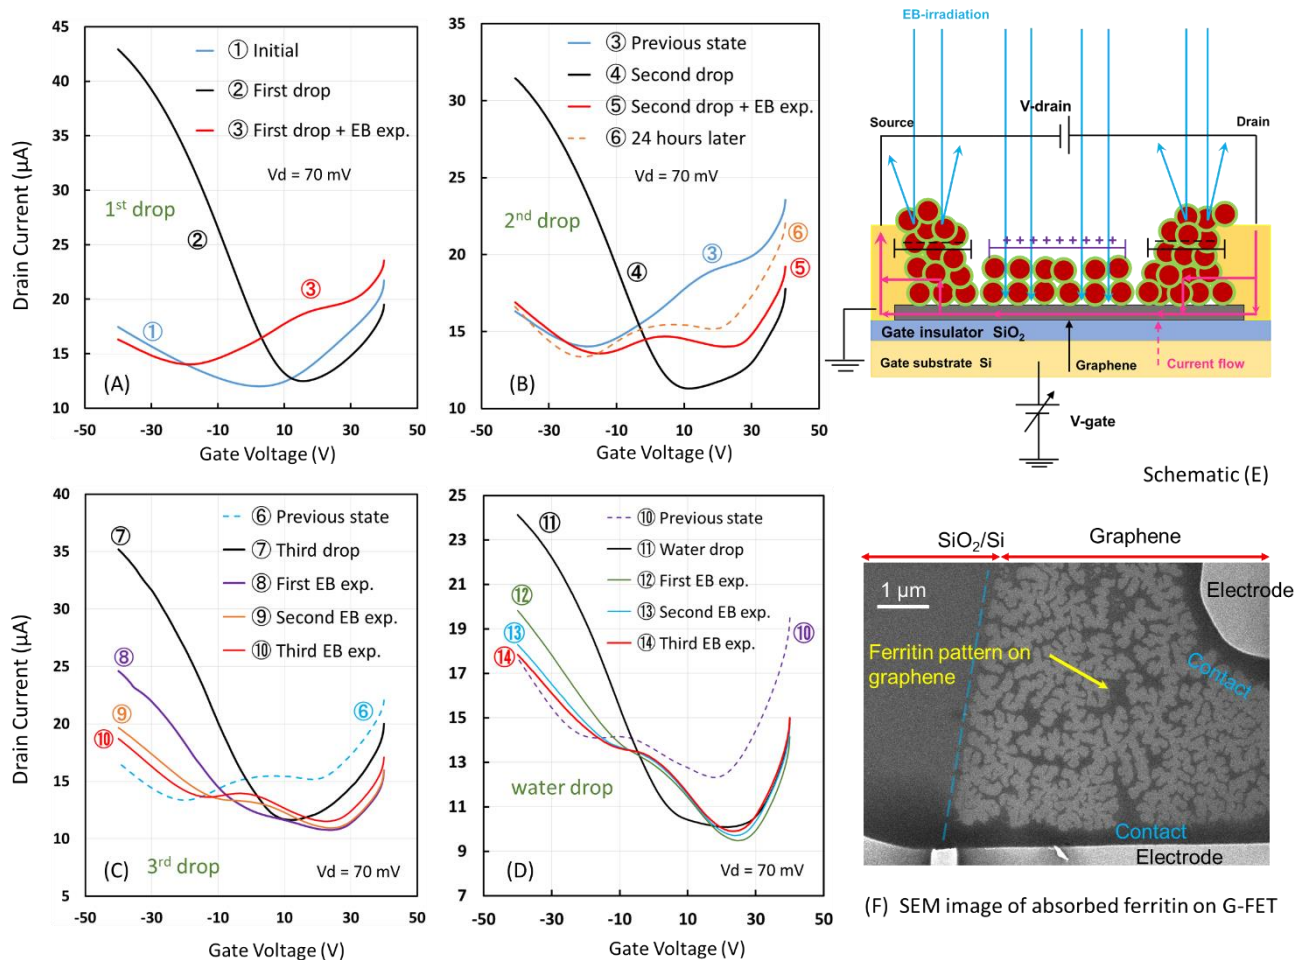 Drain Current (μA)
45
40
35
30
25
20
15
10
-50
-30
-10
10
30
50
Gate Voltage (V)
① Initial
② First drop
③ First drop + EB exp.
Vd = 70 mV
1st drop
②
③
①
(A)
35
30
25
20
15
10
-50
-30
-10
10
30
50
Gate Voltage (V)
③ Previous state
④ Second drop
⑤ Second drop + EB exp.
⑥ 24 hours later
Vd = 70 mV
2nd drop
③
④
⑥
⑤
(B)
EB-irradiation
V-drain
Source
Drain
+ + + + + + + + +
Gate insulator SiO2
Gate substrate Si
Graphene
Current flow
V-gate
Schematic (E)
Drain Current (μA)
40
35
30
25
20
15
10
5
-50
-30
-10
10
30
50
Gate Voltage (V)
⑥ Previous state
⑦ Third drop
⑧ First EB exp.
⑨ Second EB exp.
⑩ Third EB exp.
⑦
⑧
⑨
⑩
⑥
(C)
3rd drop
Vd = 70 mV
25
23
21
19
17
15
13
11
9
7
-50
-30
-10
10
30
50
Gate Voltage (V)
⑩ Previous state
⑪ Water drop
⑫ First EB exp.
⑬ Second EB exp.
⑭ Third EB exp.
⑪
⑫
⑬
⑭
⑩
water drop
(D)
Vd = 70 mV
SiO2/Si
Graphene
1 μm
Electrode
Ferritin pattern on
graphene
Contact
Contact
Electrode
(F) SEM image of absorbed ferritin on G-FET